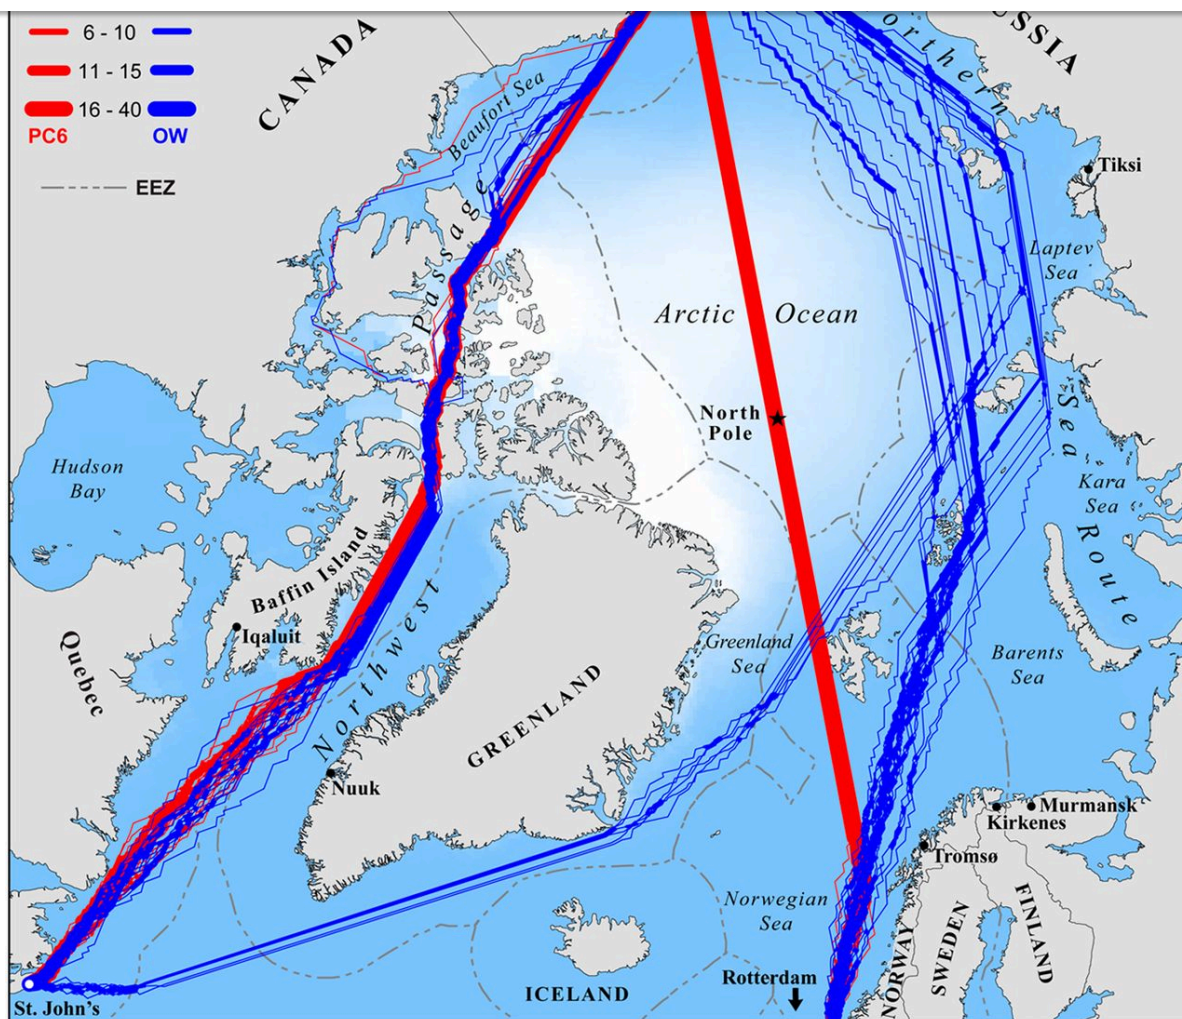 6 - 10
11 - 15
16 - 40
PC6 OW
EEZ
CANADA
USSIA
orthern
Beaufort Sea
Tiksi
Passage
Laptev
Sea
Arctic Ocean
North
Pole
Sea
Hudson
Bay
Kara
Sea
Route
Baffin Island
Iqaluit
Northwest
Greenland
Sea
Barents
Sea
Quebec
GREENLAND
Nuuk
Murmansk
Kirkenes
Tromsø
Norwegian
Sea
NORWAY
SWEDEN
FINLAND
Rotterdam
ICELAND
St. John's